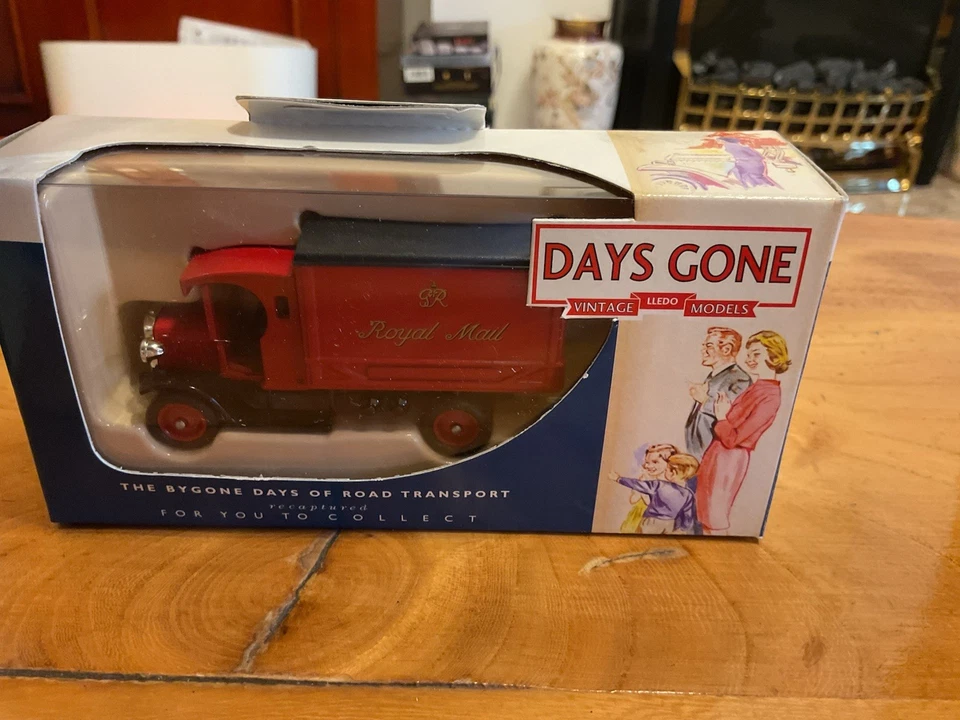 DAYS GONE
VINTAGE LLEDO MODELS
GR
Royal Mail
THE BYGONE DAYS OF ROAD TRANSPORT
recaptured
FOR YOU TO COLLECT